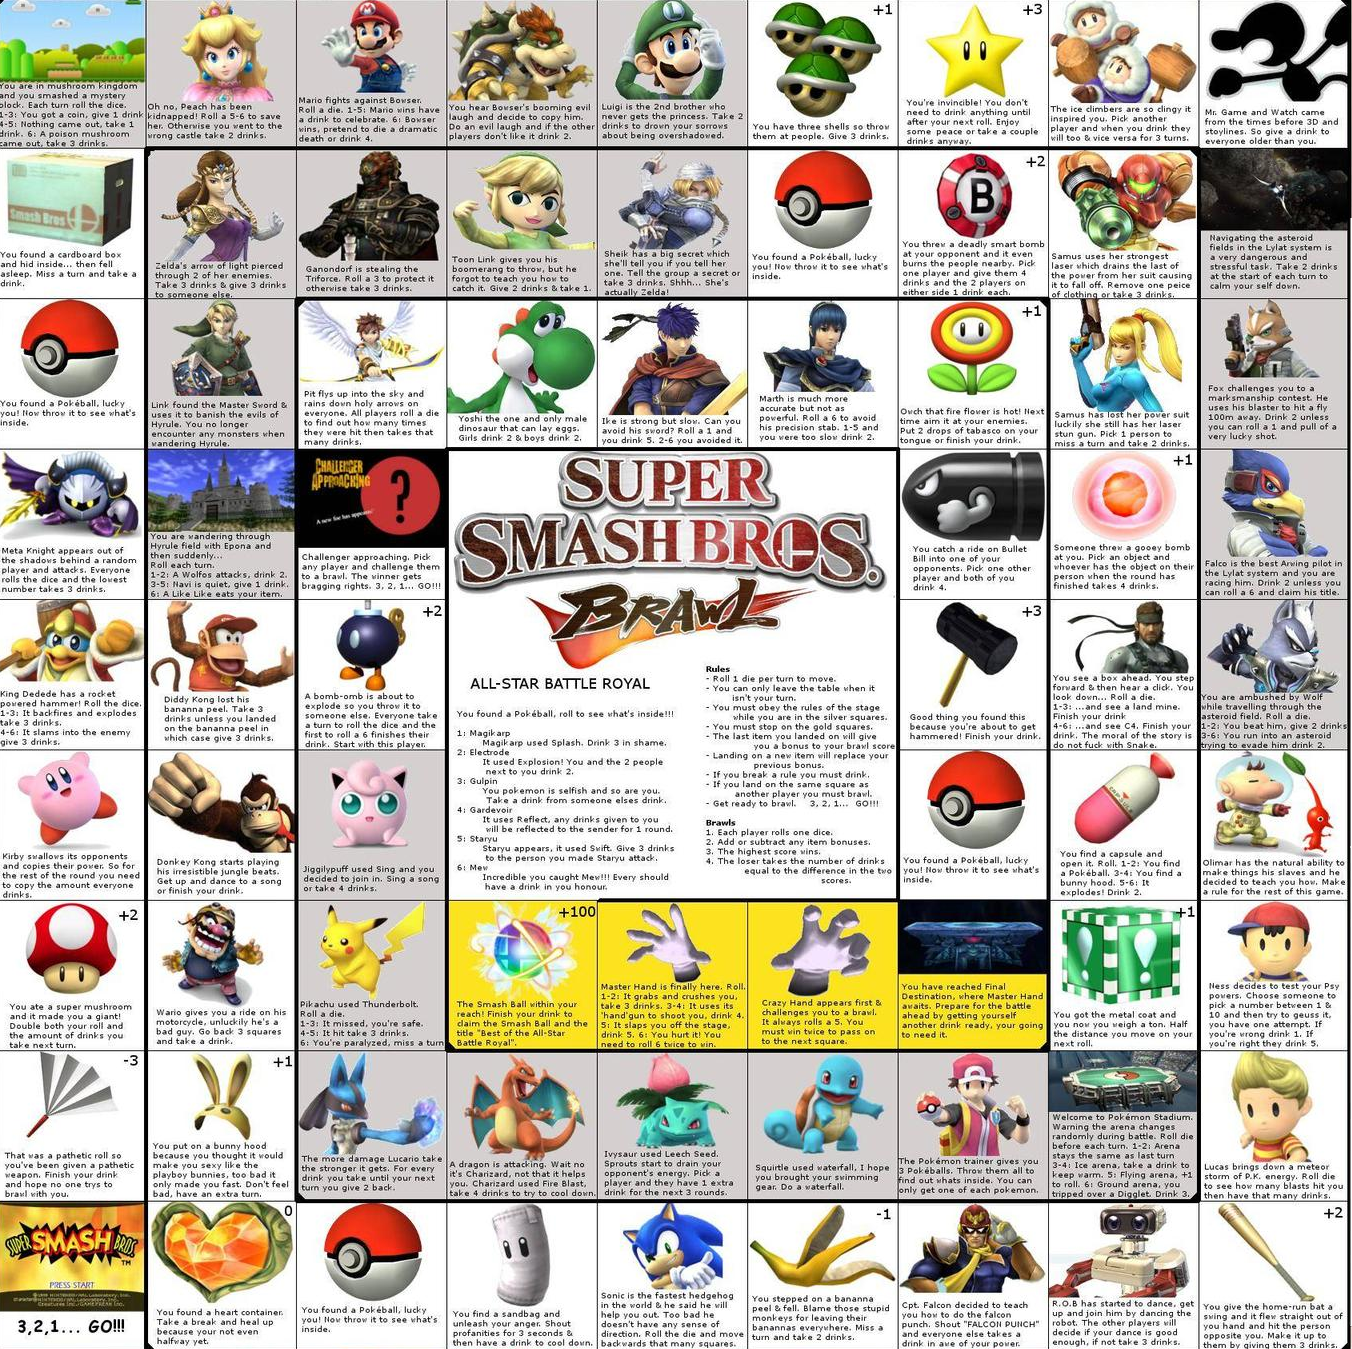 You are in mushroom kingdom
and you smashed a mystery
block. Each turn roll the dice.
1-3: You got a coin, give 1 drink
4-5: Nothing came out, take 1
drink. 6: A poison mushroom
came out, take 3 drinks.
Oh no, Peach has been
kidnapped! Roll a 5-6 to save
her. Otherwise you went to the
wrong castle take 2 drinks.
Mario fights against Bowser.
Roll a die. 1-5: Mario wins have
a drink to celebrate. 6: Bowser
wins, pretend to die a dramatic
death or drink 4.
You hear Bowser's booming evil
laugh and decide to copy him.
Do an evil laugh and if the other
players don't like it drink 2.
Luigi is the 2nd brother who
never gets the princess. Take 2
drinks to drown your sorrows
about being overshadowed.
+1
You have three shells so throw
them at people. Give 3 drinks.
+3
You're invincible! You don't
need to drink anything until
after your next roll. Enjoy
some peace or take a couple
drinks anyway.
The ice climbers are so clingy it
inspired you. Pick another
player and when you drink they
will too & vice versa for 3 turns.
Mr. Game and Watch came
from the times before 3D and
stoylines. So give a drink to
everyone older than you.
Smash Bros
You found a cardboard box
and hid inside... then fell
asleep. Miss a turn and take a
drink.
Zelda's arrow of light pierced
through 2 of her enemies.
Take 3 drinks & give 3 drinks
to someone else.
Ganondorf is stealing the
Triforce. Roll a 3 to protect it
otherwise take 3 drinks.
Toon Link gives you his
boomerang to throw, but he
forgot to teach you how to
catch it. Give 2 drinks & take 1.
Sheik has a big secret which
she'll tell you if you tell her
one. Tell the group a secret or
take 3 drinks. Shhh... She's
actually Zelda!
You found a Pokéball, lucky
you! Now throw it to see what's
inside.
+2
B
You threw a deadly smart bomb
at your opponent and it even
burns the people nearby. Pick
one player and give them 4
drinks and the 2 players on
either side 1 drink each.
Samus uses her strongest
laser which drains the last of
the power from her suit causing
it to fall off. Remove one peice
of clothing or take 3 drinks.
Navigating the asteroid
fields in the Lylat system is
a very dangerous and
stressful task. Take 2 drinks
at the start of each turn to
calm your self down.
You found a Pokéball, lucky
you! Now throw it to see what's
inside.
Link found the Master Sword &
uses it to banish the evils of
Hyrule. You no longer
encounter any monsters when
wandering Hyrule.
Pit flys up into the sky and
rains down holy arrows on
everyone. All players roll a die
to find out how many times
they were hit then takes that
many drinks.
Yoshi the one and only male
dinosaur that can lay eggs.
Girls drink 2 & boys drink 2.
Ike is strong but slow. Can you
avoid his sword? Roll a 1 and
you drink 5. 2-6 you avoided it.
Marth is much more
accurate but not as
powerful. Roll a 6 to avoid
his precision stab. 1-5 and
you were too slow drink 2.
+1
Owch that fire flower is hot! Next
time aim it at your enemies.
Put 2 drops of tabasco on your
tongue or finish your drink.
Samus has lost her power suit
luckily she still has her laser
stun gun. Pick 1 person to
miss a turn and take 2 drinks.
Fox challenges you to a
marksmanship contest. He
uses his blaster to hit a fly
100m away. Drink 2 unless
you can roll a 1 and pull of a
very lucky shot.
Meta Knight appears out of
the shadows behind a random
player and attacks. Everyone
rolls the dice and the lowest
number takes 3 drinks.
You are wandering through
Hyrule field with Epona and
then suddenly...
Roll each turn.
1-2: A Wolfos attacks, drink 2.
3-5: Navi is quiet, give 1 drink.
6: A Like Like eats your item.
CHALLENGER
APPROACHING
?
A new foe has appeared!
Challenger approaching. Pick
any player and challenge them
to a brawl. The winner gets
bragging rights. 3, 2, 1... GO!!!
SUPER
SMASH BROS.
BRAWL
You catch a ride on Bullet
Bill into one of your
opponents. Pick one other
player and both of you
drink 4.
+1
Someone threw a gooey bomb
at you. Pick an object and
whoever has the object on their
person when the round has
finished takes 4 drinks.
Falco is the best Arwing pilot in
the Lylat system and you are
racing him. Drink 2 unless you
can roll a 6 and claim his title.
King Dedede has a rocket
powered hammer! Roll the dice.
1-3: It backfires and explodes
take 3 drinks.
4-6: It slams into the enemy
give 3 drinks.
Diddy Kong lost his
banana peel. Take 3
drinks unless you landed
on the banana peel in
which case give 3 drinks.
+2
A bomb-omb is about to
explode so you throw it to
someone else. Everyone take
a turn to roll the dice and the
first to roll a 6 finishes their
drink. Start with this player.
ALL-STAR BATTLE ROYAL
You found a Pokéball, roll to see what's inside!!!
1: Magikarp
Magikarp used Splash. Drink 3 in shame.
2: Electrode
It used Explosion! You and the 2 people
next to you drink 2.
3: Gulpin
You pokemon is selfish and so are you.
Take a drink from someone elses drink.
4: Gardevoir
It uses Reflect, any drinks given to you
will be reflected to the sender for 1 round.
5: Staryu
Staryu appears, it used Swift. Give 3 drinks
to the person you made Staryu attack.
6: Mew
Incredible you caught Mew!!! Every should
have a drink in you honour.
Rules
- Roll 1 die per turn to move.
- You can only leave the table when it
isn't your turn.
- You must obey the rules of the stage
while you are in the silver squares.
- You must stop on the gold squares.
- The last item you landed on will give
you a bonus to your brawl score
- Landing on a new item will replace your
previous bonus.
- If you break a rule you must drink.
- If you land on the same square as
another player you must brawl.
- Get ready to brawl. 3, 2, 1... GO!!!
Brawls
1. Each player rolls one dice.
2. Add or subtract any item bonuses.
3. The highest score wins.
4. The loser takes the number of drinks
equal to the difference in the two
scores.
+3
Good thing you found this
because you're about to get
hammered! Finish your drink.
You see a box ahead. You step
forward & then hear a click. You
look down... Roll a die.
1-3: ...and see a land mine.
Finish your drink
4-6: ...and see C4. Finish your
drink. The moral of the story is
do not fuck with Snake.
You are ambushed by Wolf
while travelling through the
asteroid field. Roll a die.
1-2: You beat him, give 2 drinks
3-6: You run into an asteroid
trying to evade him drink 2.
Kirby swallows its opponents
and copies their power. So for
the rest of the round you need
to copy the amount everyone
drinks.
Donkey Kong starts playing
his irresistible jungle beats.
Get up and dance to a song
or finish your drink.
Jiggilypuff used Sing and you
decided to join in. Sing a song
or take 4 drinks.
You found a Pokéball, lucky
you! Now throw it to see what's
inside.
You find a capsule and
open it. Roll. 1-2: You find
a Pokéball. 3-4: You find a
bunny hood. 5-6: It
explodes! Drink 2.
Olimar has the natural ability to
make things his slaves and he
decided to teach you how. Make
a rule for the rest of this game.
+2
You ate a super mushroom
and it made you a giant!
Double both your roll and
the amount of drinks you
take next turn.
Wario gives you a ride on his
motorcycle, unluckily he's a
bad guy. Go back 3 squares
and take a drink.
Pikachu used Thunderbolt.
Roll a die.
1-3: It missed, you're safe.
4-5: It hit take 3 drinks.
6: You're paralyzed, miss a turn
+100
The Smash Ball within your
reach! Finish your drink to
claim the Smash Ball and the
title "Best of the All-Star
Battle Royal".
Master Hand is finally here. Roll.
1-2: It grabs and crushes you,
take 3 drinks. 3-4: It uses its
'hand'gun to shoot you, drink 4.
5: It slaps you off the stage,
drink 5. 6: You hurt it! You
need to roll 6 twice to win.
Crazy Hand appears first &
challenges you to a brawl.
It always rolls a 5. You
must win twice to pass on
to the next square.
You have reached Final
Destination, where Master Hand
awaits. Prepare for the battle
ahead by getting yourself
another drink ready, your going
to need it.
+1
You got the metal coat and
you now you weigh a ton. Half
the distance you move on your
next roll.
Ness decides to test your Psy
powers. Choose someone to
pick a number between 1 &
10 and then try to guess it,
you have one attempt. If
you're wrong drink 1. If
you're right they drink 5.
-3
That was a pathetic roll so
you've been given a pathetic
weapon. Finish your drink
and hope no one tries to
brawl with you.
+1
You put on a bunny hood
because you thought it would
make you sexy like the
playboy bunnies, too bad it
only made you fast. Don't feel
bad, have an extra turn.
The more damage Lucario take
the stronger it gets. For every
drink you take until your next
turn you give 2 back.
A dragon is attacking. Wait no
it's Charizard, not that it helps
you. Charizard used Fire Blast,
take 4 drinks to try to cool down.
Ivysaur used Leech Seed.
Sprouts start to drain your
opponent's energy. Pick a
player and they have 1 extra
drink for the next 3 rounds.
Squirtle used waterfall, I hope
you brought your swimming
gear. Do a waterfall.
The Pokémon trainer gives you
3 Pokéballs. Throw them all to
find out whats inside. You can
only get one of each pokemon.
Welcome to Pokémon Stadium.
Warning the arena changes
randomly during battle. Roll die
before each turn. 1-2: Arena
stays the same as last turn
3-4: Ice arena, take a drink to
keep warm. 5: Flying arena, +1
to roll. 6: Ground arena, you
tripped over a Digglet. Drink 3.
Lucas brings down a meteor
storm of P.K. energy. Roll die
to see how many blasts hit you
then have that many drinks.
SUPER SMASH BROS
TM
PRESS START
3,2,1... GO!!!
0
You found a heart container.
Take a break and heal up
because your not even
halfway yet.
You found a Pokéball, lucky
you! Now throw it to see what's
inside.
You find a sandbag and
unleash your anger. Shout
profanities for 3 seconds &
then have a drink to cool down.
Sonic is the fastest hedgehog
in the world & he said he will
help you out. Too bad he
doesn't have any sense of
direction. Roll the die and move
backwards that many squares.
-1
You stepped on a banana
peel & fell. Blame those stupid
monkeys for leaving their
banannas everywhere. Miss a
turn and take 2 drinks.
Cpt. Falcon decided to teach
you how to do the falcon
punch. Shout "FALCON PUNCH"
and everyone else takes a
drink in awe of your power.
R.O.B has started to dance, get
up and join him by dancing the
robot. The other players will
decide if your dance is good
enough, if not take 3 drinks.
+2
You give the home-run bat a
swing and it flew straight out of
you hand and hit the person
opposite you. Make it up to
them by giving them 3 drinks.